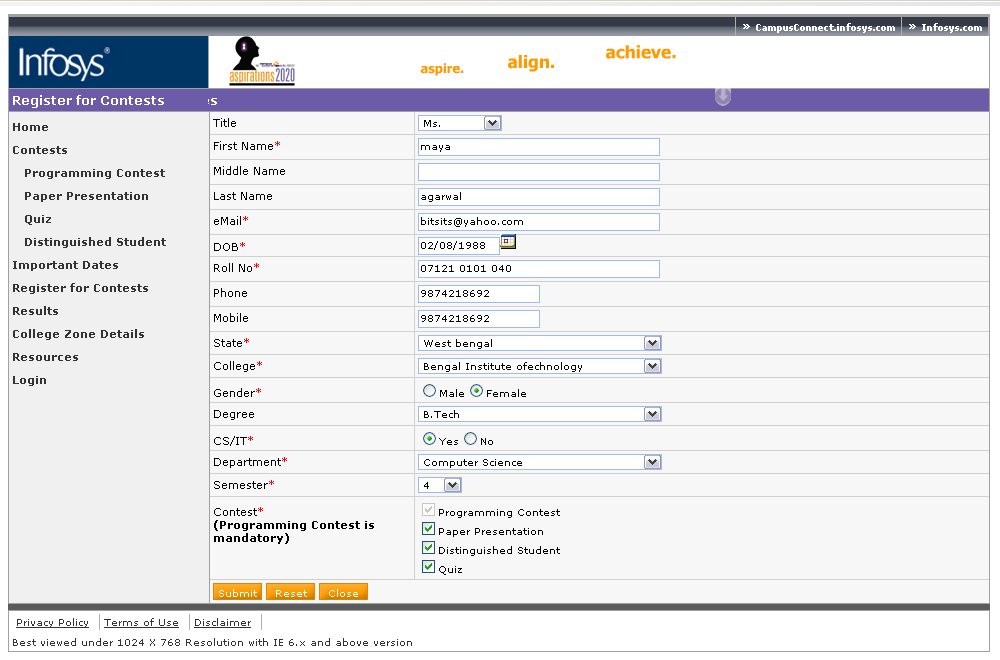 » CampusConnect.infosys.com » Infosys.com
Infosys®
aspirations2020
aspire. align. achieve.
Register for Contests es
Home
Contests
Programming Contest
Paper Presentation
Quiz
Distinguished Student
Important Dates
Register for Contests
Results
College Zone Details
Resources
Login
Title Ms.
First Name* maya
Middle Name
Last Name agarwal
eMail* bitsits@yahoo.com
DOB* 02/08/1988
Roll No* 07121 0101 040
Phone 9874218692
Mobile 9874218692
State* West bengal
College* Bengal Institute ofechnology
Gender* Male Female
Degree B.Tech
CS/IT* Yes No
Department* Computer Science
Semester* 4
Contest*
(Programming Contest is
mandatory)
Programming Contest
Paper Presentation
Distinguished Student
Quiz
Submit Reset Close
Privacy Policy Terms of Use Disclaimer
Best viewed under 1024 X 768 Resolution with IE 6.x and above version